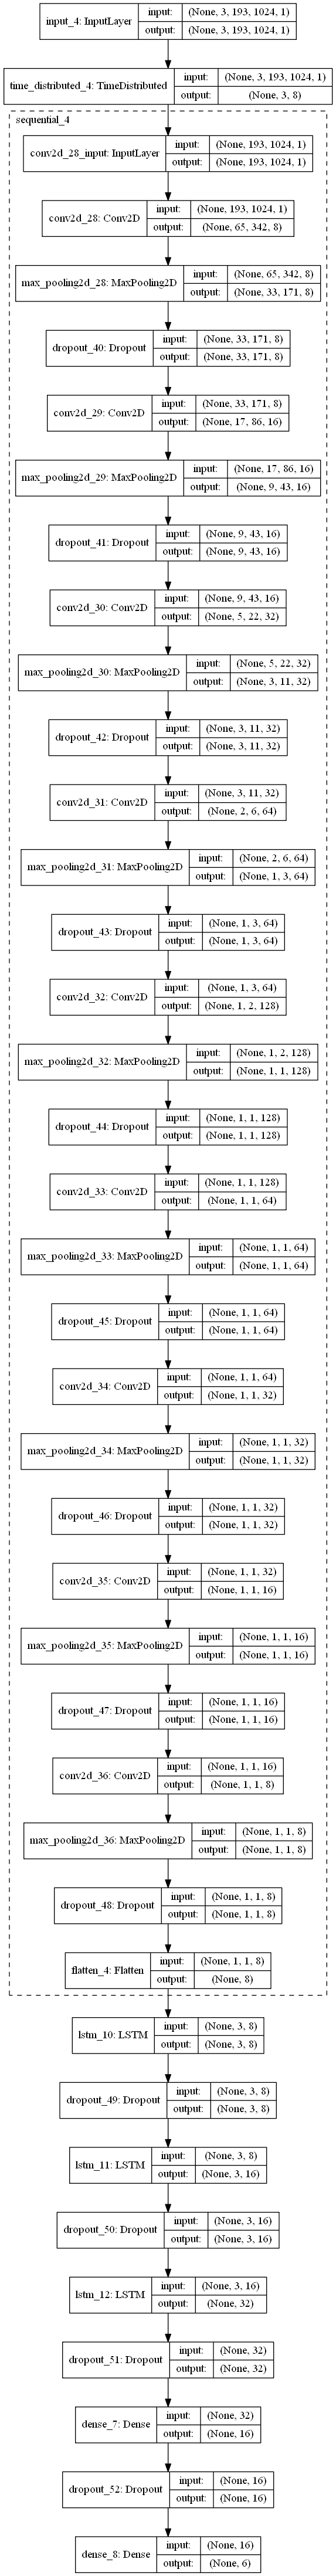 input_4: InputLayer
input: (None, 3, 193, 1024, 1)
output: (None, 3, 193, 1024, 1)
time_distributed_4: TimeDistributed
input: (None, 3, 193, 1024, 1)
output: (None, 3, 8)
sequential_4
conv2d_28_input: InputLayer
input: (None, 193, 1024, 1)
output: (None, 193, 1024, 1)
conv2d_28: Conv2D
input: (None, 193, 1024, 1)
output: (None, 65, 342, 8)
max_pooling2d_28: MaxPooling2D
input: (None, 65, 342, 8)
output: (None, 33, 171, 8)
dropout_40: Dropout
input: (None, 33, 171, 8)
output: (None, 33, 171, 8)
conv2d_29: Conv2D
input: (None, 33, 171, 8)
output: (None, 17, 86, 16)
max_pooling2d_29: MaxPooling2D
input: (None, 17, 86, 16)
output: (None, 9, 43, 16)
dropout_41: Dropout
input: (None, 9, 43, 16)
output: (None, 9, 43, 16)
conv2d_30: Conv2D
input: (None, 9, 43, 16)
output: (None, 5, 22, 32)
max_pooling2d_30: MaxPooling2D
input: (None, 5, 22, 32)
output: (None, 3, 11, 32)
dropout_42: Dropout
input: (None, 3, 11, 32)
output: (None, 3, 11, 32)
conv2d_31: Conv2D
input: (None, 3, 11, 32)
output: (None, 2, 6, 64)
max_pooling2d_31: MaxPooling2D
input: (None, 2, 6, 64)
output: (None, 1, 3, 64)
dropout_43: Dropout
input: (None, 1, 3, 64)
output: (None, 1, 3, 64)
conv2d_32: Conv2D
input: (None, 1, 3, 64)
output: (None, 1, 2, 128)
max_pooling2d_32: MaxPooling2D
input: (None, 1, 2, 128)
output: (None, 1, 1, 128)
dropout_44: Dropout
input: (None, 1, 1, 128)
output: (None, 1, 1, 128)
conv2d_33: Conv2D
input: (None, 1, 1, 128)
output: (None, 1, 1, 64)
max_pooling2d_33: MaxPooling2D
input: (None, 1, 1, 64)
output: (None, 1, 1, 64)
dropout_45: Dropout
input: (None, 1, 1, 64)
output: (None, 1, 1, 64)
conv2d_34: Conv2D
input: (None, 1, 1, 64)
output: (None, 1, 1, 32)
max_pooling2d_34: MaxPooling2D
input: (None, 1, 1, 32)
output: (None, 1, 1, 32)
dropout_46: Dropout
input: (None, 1, 1, 32)
output: (None, 1, 1, 32)
conv2d_35: Conv2D
input: (None, 1, 1, 32)
output: (None, 1, 1, 16)
max_pooling2d_35: MaxPooling2D
input: (None, 1, 1, 16)
output: (None, 1, 1, 16)
dropout_47: Dropout
input: (None, 1, 1, 16)
output: (None, 1, 1, 16)
conv2d_36: Conv2D
input: (None, 1, 1, 16)
output: (None, 1, 1, 8)
max_pooling2d_36: MaxPooling2D
input: (None, 1, 1, 8)
output: (None, 1, 1, 8)
dropout_48: Dropout
input: (None, 1, 1, 8)
output: (None, 1, 1, 8)
flatten_4: Flatten
input: (None, 1, 1, 8)
output: (None, 8)
lstm_10: LSTM
input: (None, 3, 8)
output: (None, 3, 8)
dropout_49: Dropout
input: (None, 3, 8)
output: (None, 3, 8)
lstm_11: LSTM
input: (None, 3, 8)
output: (None, 3, 16)
dropout_50: Dropout
input: (None, 3, 16)
output: (None, 3, 16)
lstm_12: LSTM
input: (None, 3, 16)
output: (None, 32)
dropout_51: Dropout
input: (None, 32)
output: (None, 32)
dense_7: Dense
input: (None, 32)
output: (None, 16)
dropout_52: Dropout
input: (None, 16)
output: (None, 16)
dense_8: Dense
input: (None, 16)
output: (None, 6)